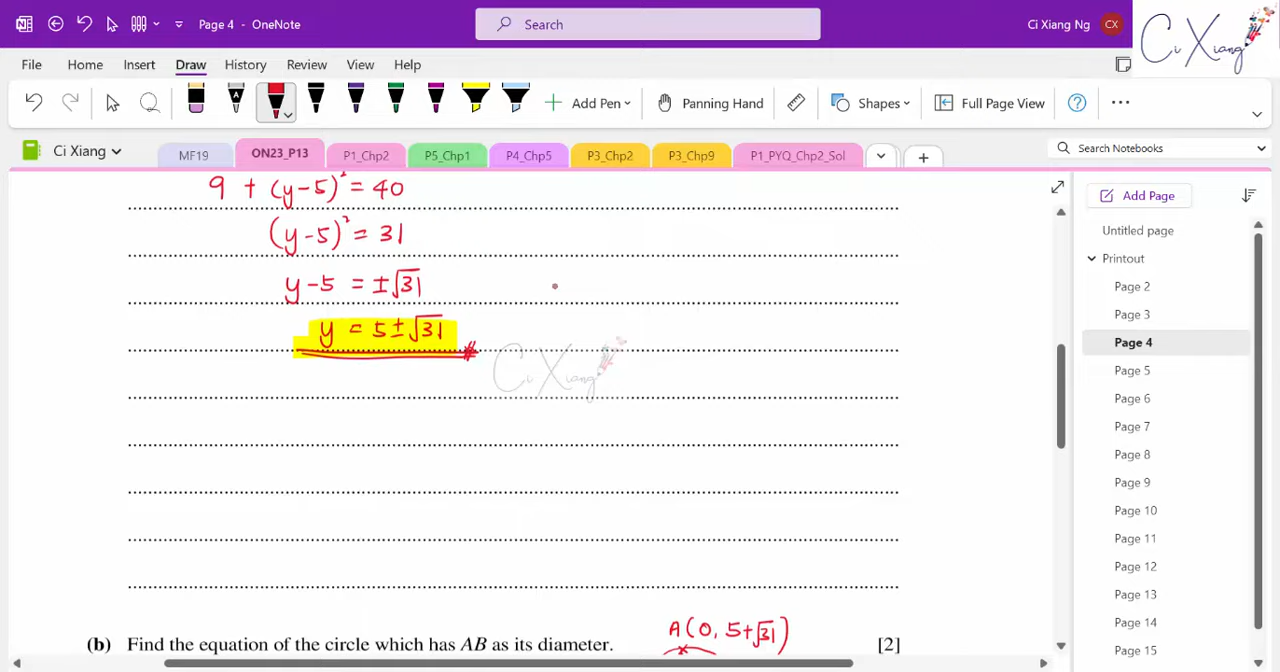 Page 4 - OneNote
Search
Ci Xiang Ng
CX
Ci Xiang
File Home Insert Draw History Review View Help
Add Pen
Panning Hand
Shapes
Full Page View
Ci Xiang
MF19
ON23_P13
P1_Chp2
P5_Chp1
P4_Chp5
P3_Chp2
P3_Chp9
P1_PYQ_Chp2_Sol
Search Notebooks
9 + (y-5)² = 40
(y-5)² = 31
y-5 = ±√31
y = 5±√31
Ci Xiang
A(0, 5+√31)
(b) Find the equation of the circle which has AB as its diameter. [2]
Add Page
Untitled page
Printout
Page 2
Page 3
Page 4
Page 5
Page 6
Page 7
Page 8
Page 9
Page 10
Page 11
Page 12
Page 13
Page 14
Page 15